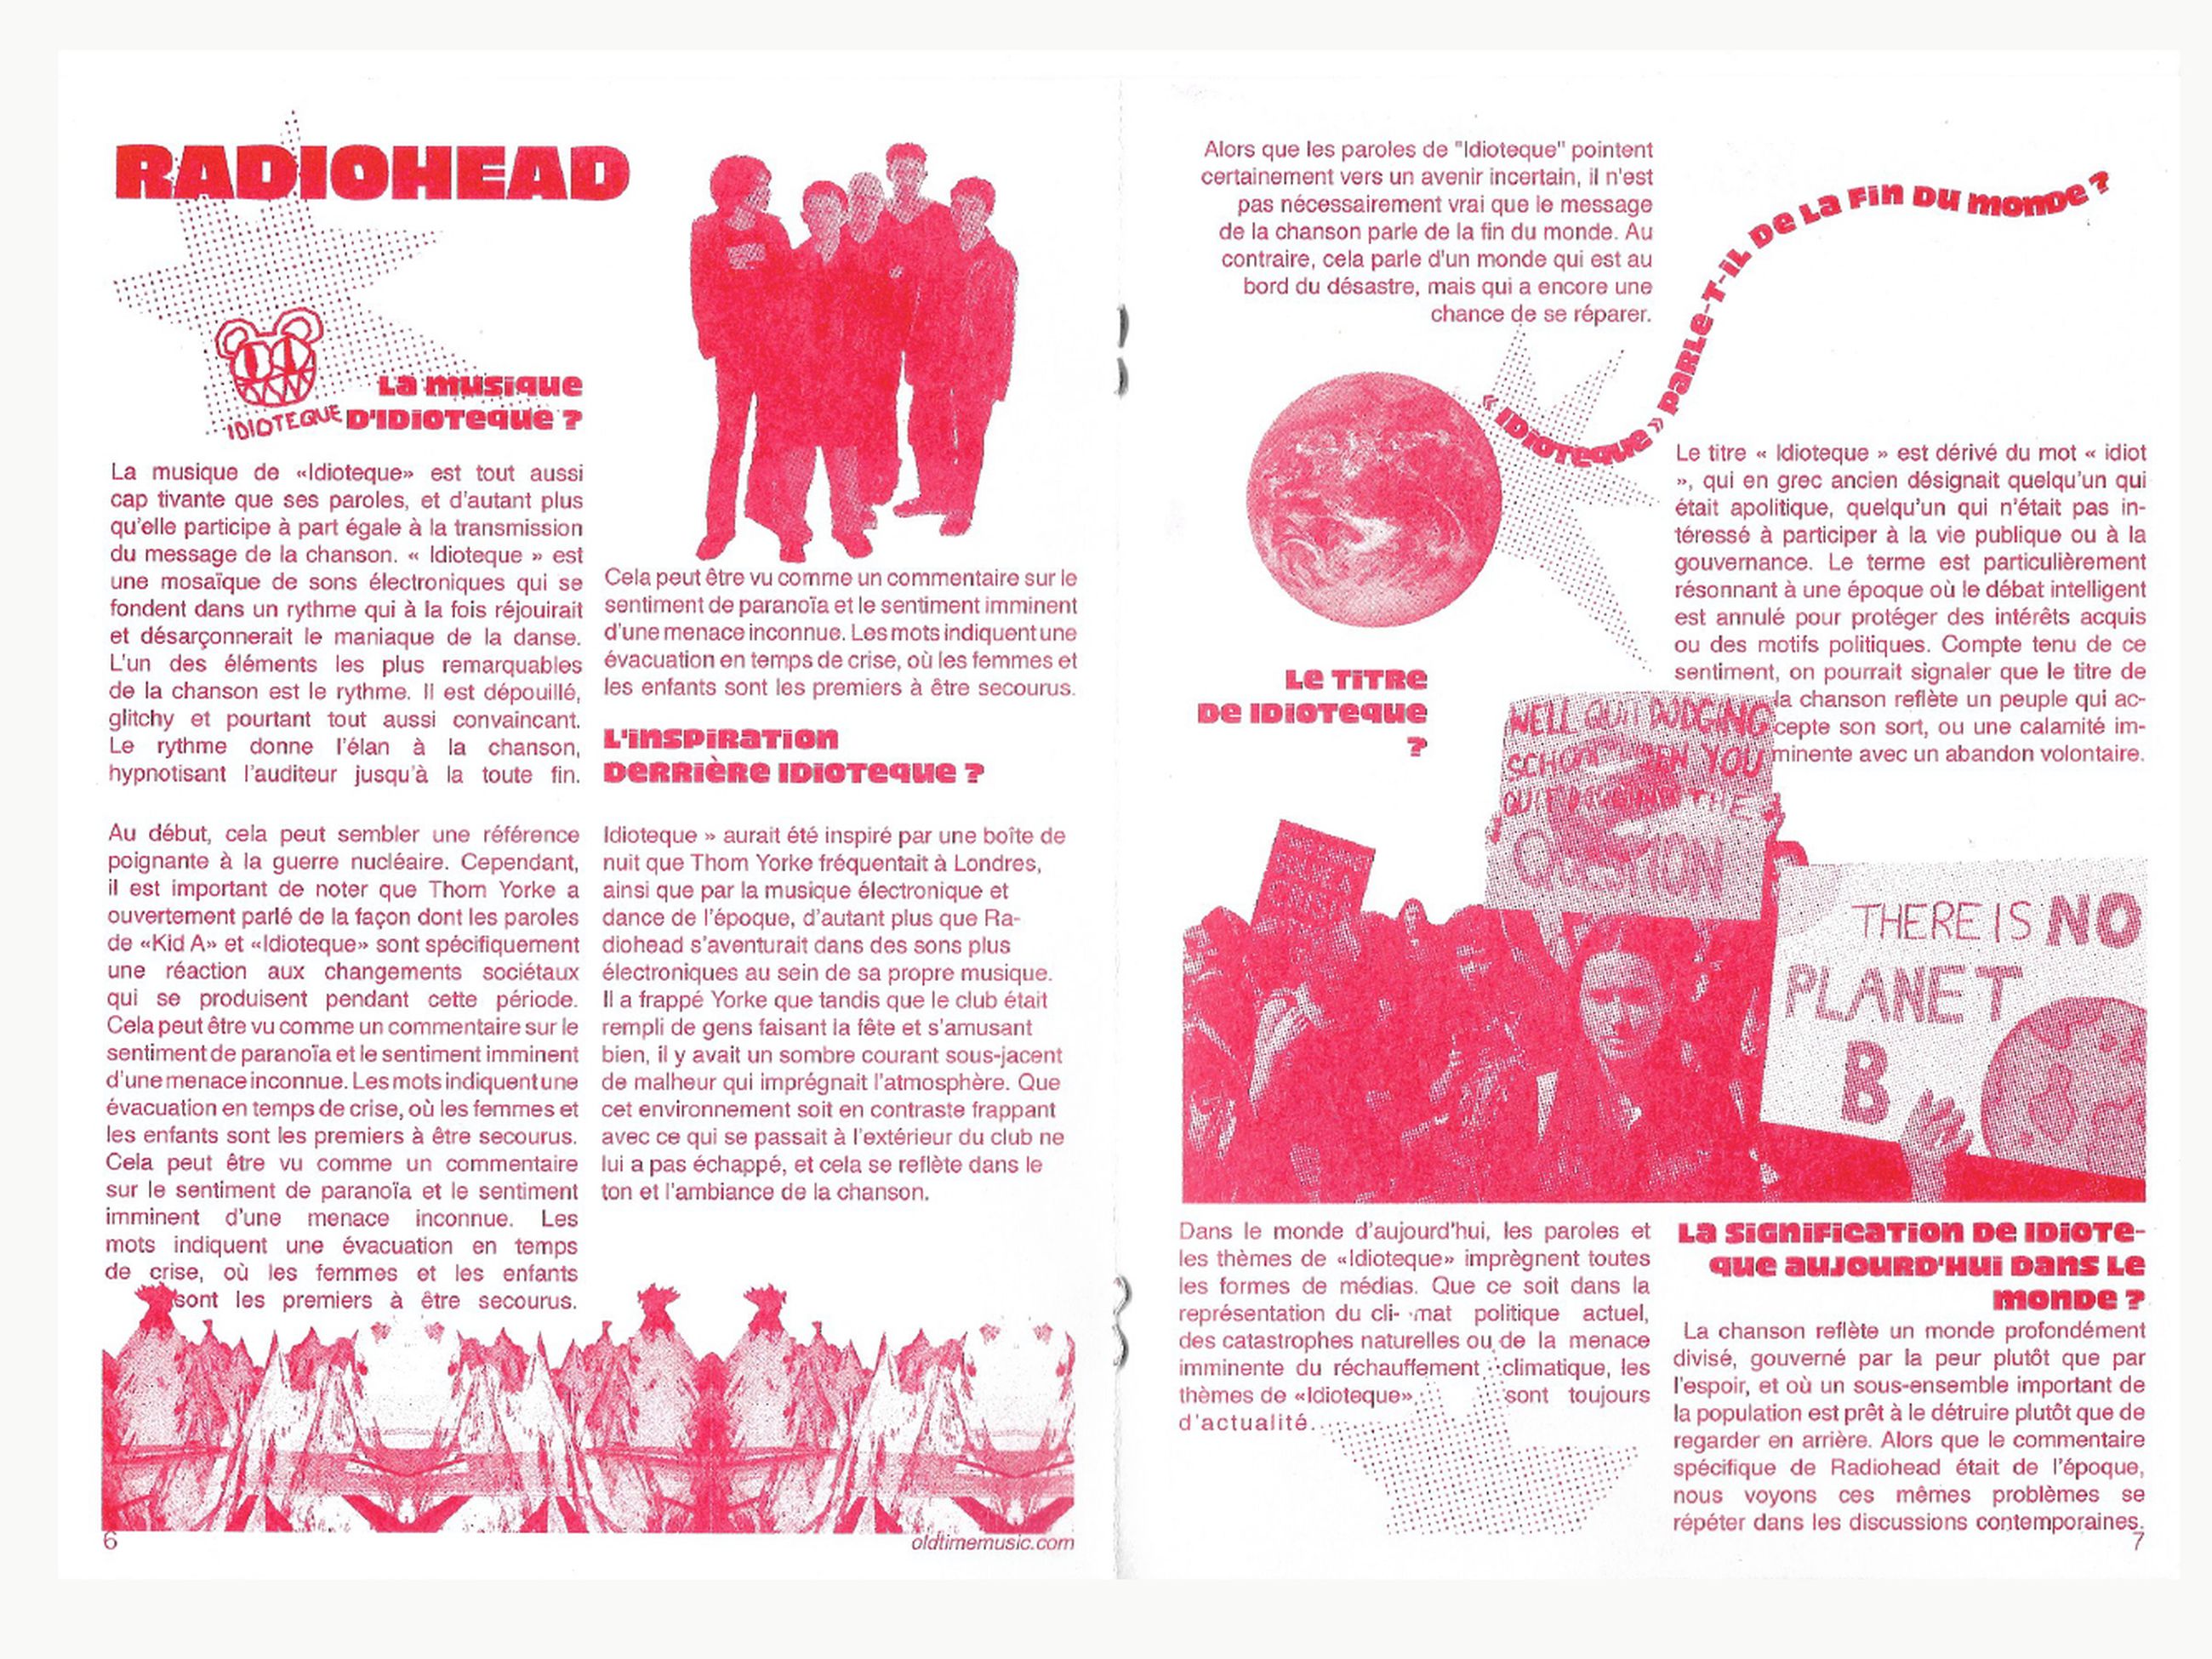 RADIOHEAD
IDIOTEQUE
La musique
D'Idioteque ?
La musique de «Idioteque» est tout aussi
cap tivante que ses paroles, et d'autant plus
qu'elle participe à part égale à la transmission
du message de la chanson. « Idioteque » est
une mosaïque de sons électroniques qui se
fondent dans un rythme qui à la fois réjouirait
et désarçonnerait le maniaque de la danse.
L'un des éléments les plus remarquables
de la chanson est le rythme. Il est dépouillé,
glitchy et pourtant tout aussi convaincant.
Le rythme donne l'élan à la chanson,
hypnotisant l'auditeur jusqu'à la toute fin.
Au début, cela peut sembler une référence
poignante à la guerre nucléaire. Cependant,
il est important de noter que Thom Yorke a
ouvertement parlé de la façon dont les paroles
de «Kid A» et «Idioteque» sont spécifiquement
une réaction aux changements sociétaux
qui se produisent pendant cette période.
Cela peut être vu comme un commentaire sur le
sentiment de paranoïa et le sentiment imminent
d'une menace inconnue. Les mots indiquent une
évacuation en temps de crise, où les femmes et
les enfants sont les premiers à être secourus.
Cela peut être vu comme un commentaire
sur le sentiment de paranoïa et le sentiment
imminent d'une menace inconnue. Les
mots indiquent une évacuation en temps
de crise, où les femmes et les enfants
sont les premiers à être secourus.
Cela peut être vu comme un commentaire sur le
sentiment de paranoïa et le sentiment imminent
d'une menace inconnue. Les mots indiquent une
évacuation en temps de crise, où les femmes et
les enfants sont les premiers à être secourus.
L'inspiration
derrière Idioteque ?
Idioteque » aurait été inspiré par une boîte de
nuit que Thom Yorke fréquentait à Londres,
ainsi que par la musique électronique et
dance de l'époque, d'autant plus que Ra-
diohead s'aventurait dans des sons plus
électroniques au sein de sa propre musique.
Il a frappé Yorke que tandis que le club était
rempli de gens faisant la fête et s'amusant
bien, il y avait un sombre courant sous-jacent
de malheur qui imprégnait l'atmosphère. Que
cet environnement soit en contraste frappant
avec ce qui se passait à l'extérieur du club ne
lui a pas échappé, et cela se reflète dans le
ton et l'ambiance de la chanson.
6
oldtimemusic.com
Alors que les paroles de "Idioteque" pointent
certainement vers un avenir incertain, il n'est
pas nécessairement vrai que le message
de la chanson parle de la fin du monde. Au
contraire, cela parle d'un monde qui est au
bord du désastre, mais qui a encore une
chance de se réparer.
« Idioteque » parle-t-il de la fin du monde ?
Le titre
de Idioteque
?
Le titre « Idioteque » est dérivé du mot « idiot
», qui en grec ancien désignait quelqu'un qui
était apolitique, quelqu'un qui n'était pas in-
téressé à participer à la vie publique ou à la
gouvernance. Le terme est particulièrement
résonnant à une époque où le débat intelligent
est annulé pour protéger des intérêts acquis
ou des motifs politiques. Compte tenu de ce
sentiment, on pourrait signaler que le titre de
la chanson reflète un peuple qui ac-
cepte son sort, ou une calamité im-
minente avec un abandon volontaire.
WELL QUIT DODGING
SCHOOL WHEN YOU
QUIT DODGING THE
QUESTION
THERE IS NO
PLANET
B
Dans le monde d'aujourd'hui, les paroles et
les thèmes de «Idioteque» imprègnent toutes
les formes de médias. Que ce soit dans la
représentation du cli- mat politique actuel,
des catastrophes naturelles ou de la menace
imminente du réchauffement climatique, les
thèmes de «Idioteque» sont toujours
d'actualité.
La signification de Idiote-
que aujourd'hui dans le
monde ?
La chanson reflète un monde profondément
divisé, gouverné par la peur plutôt que par
l'espoir, et où un sous-ensemble important de
la population est prêt à le détruire plutôt que de
regarder en arrière. Alors que le commentaire
spécifique de Radiohead était de l'époque,
nous voyons ces mêmes problèmes se
répéter dans les discussions contemporaines.
7